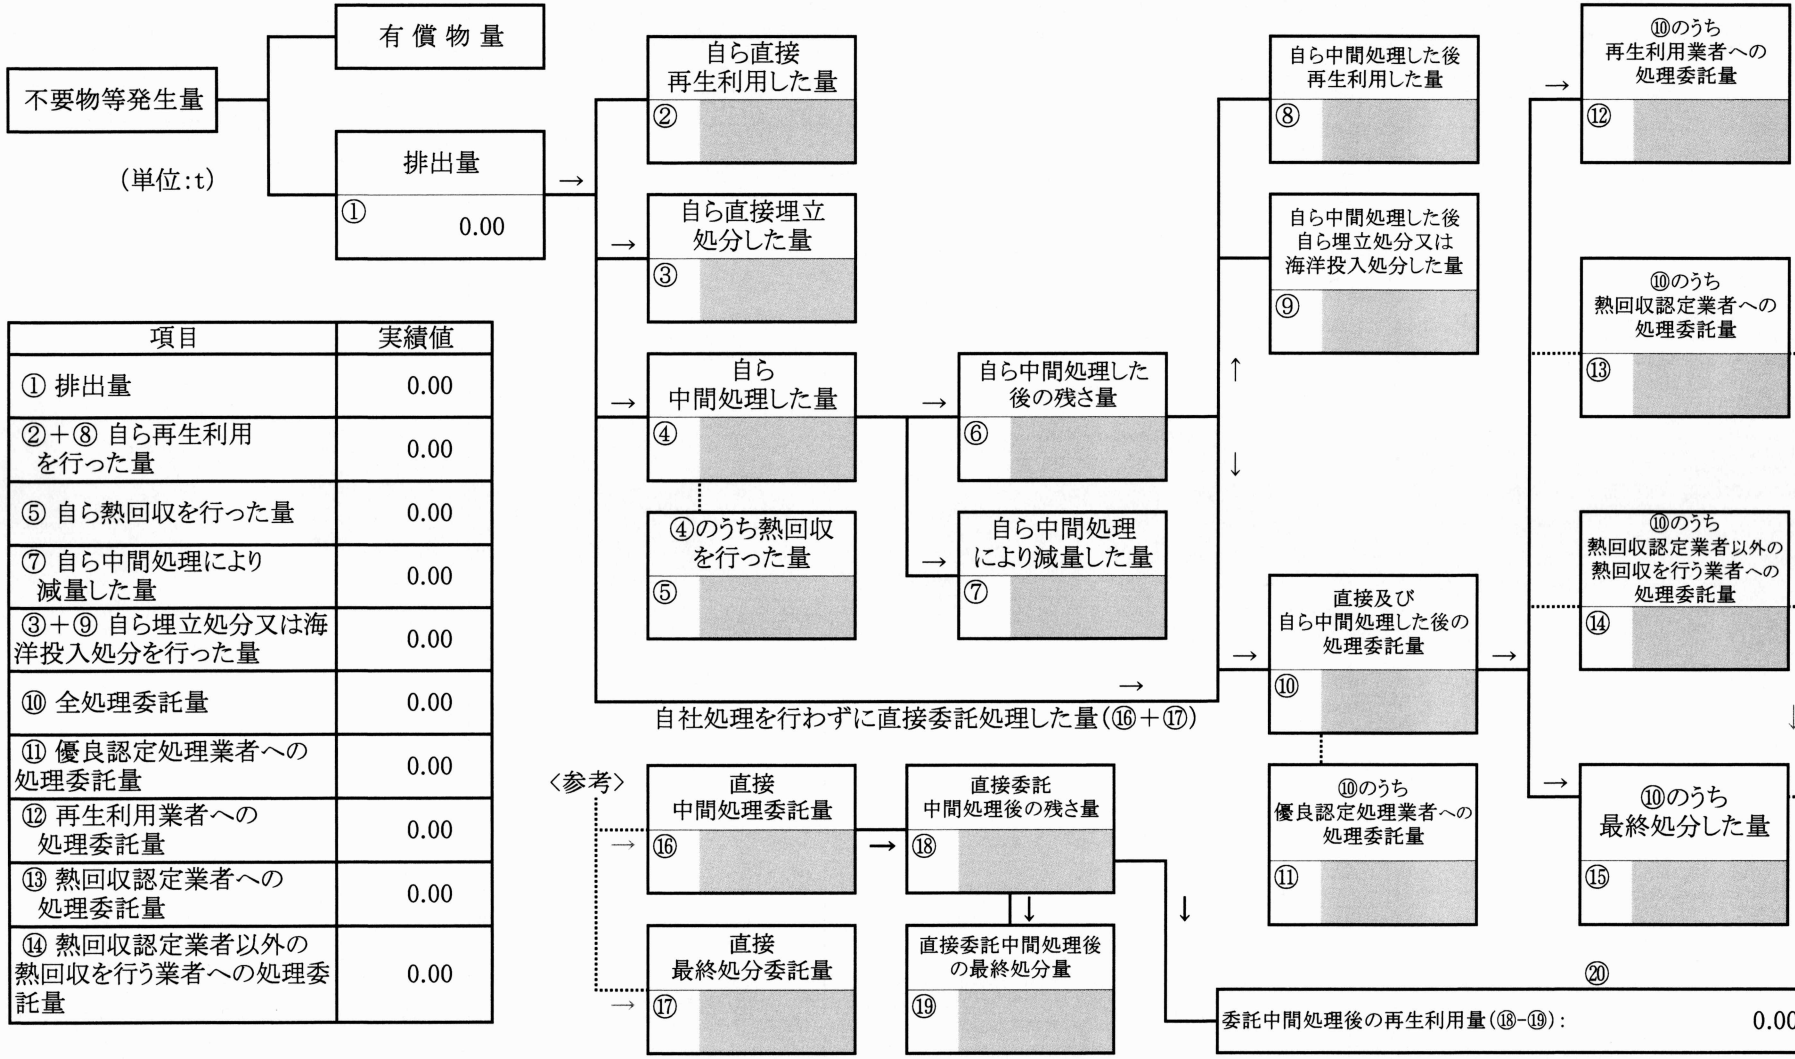 有償物量
不要物等発生量
(単位:t)
排出量
①
0.00
自ら直接
再生利用した量
②
自ら直接埋立
処分した量
③
自ら
中間処理した量
④
④のうち熱回収
を行った量
⑤
自ら中間処理した
後の残さ量
⑥
自ら中間処理
により減量した量
⑦
自ら中間処理した後
再生利用した量
⑧
自ら中間処理した後
自ら埋立処分又は
海洋投入処分した量
⑨
直接及び
自ら中間処理した後の
処理委託量
⑩
⑩のうち
優良認定処理業者への
処理委託量
⑪
⑩のうち
再生利用業者への
処理委託量
⑫
⑩のうち
熱回収認定業者への
処理委託量
⑬
⑩のうち
熱回収認定業者以外の
熱回収を行う業者への
処理委託量
⑭
⑩のうち
最終処分した量
⑮
自社処理を行わずに直接委託処理した量(⑯+⑰)
〈参考〉
直接
中間処理委託量
⑯
直接
最終処分委託量
⑰
直接委託
中間処理後の残さ量
⑱
直接委託中間処理後
の最終処分量
⑲
⑳
委託中間処理後の再生利用量(⑱-⑲): 0.00
項目 実績値
① 排出量 0.00
②+⑧ 自ら再生利用
を行った量 0.00
⑤ 自ら熱回収を行った量 0.00
⑦ 自ら中間処理により
減量した量 0.00
③+⑨ 自ら埋立処分又は海
洋投入処分を行った量 0.00
⑩ 全処理委託量 0.00
⑪ 優良認定処理業者への
処理委託量 0.00
⑫ 再生利用業者への
処理委託量 0.00
⑬ 熱回収認定業者への
処理委託量 0.00
⑭ 熱回収認定業者以外の
熱回収を行う業者への処理委
託量 0.00